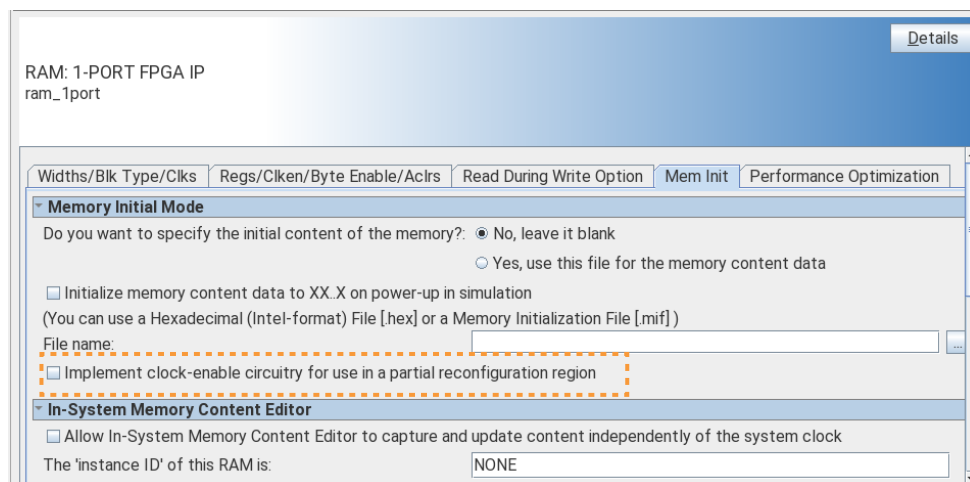 Details
RAM: 1-PORT FPGA IP
ram_1port
Widths/Blk Type/Clks Regs/Clken/Byte Enable/Aclrs Read During Write Option Mem Init Performance Optimization
Memory Initial Mode
Do you want to specify the initial content of the memory?: No, leave it blank
Yes, use this file for the memory content data
Initialize memory content data to XX..X on power-up in simulation
(You can use a Hexadecimal (Intel-format) File [.hex] or a Memory Initialization File [.mif] )
File name: ...
Implement clock-enable circuitry for use in a partial reconfiguration region
In-System Memory Content Editor
Allow In-System Memory Content Editor to capture and update content independently of the system clock
The 'instance ID' of this RAM is: NONE